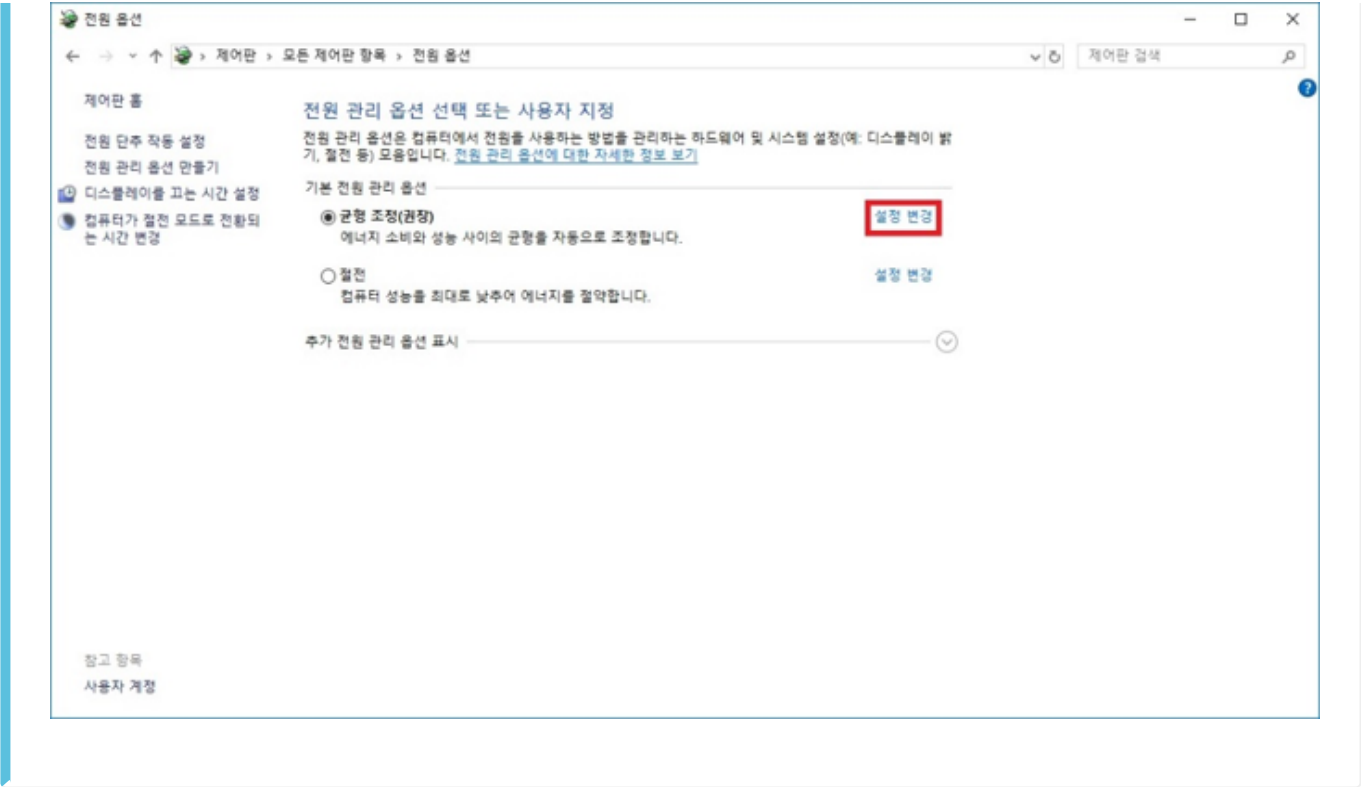 전원 옵션
제어판 › 모든 제어판 항목 › 전원 옵션
제어판 검색
제어판 홈
전원 단추 작동 설정
전원 관리 옵션 만들기
디스플레이를 끄는 시간 설정
컴퓨터가 절전 모드로 전환되
는 시간 변경
전원 관리 옵션 선택 또는 사용자 지정
전원 관리 옵션은 컴퓨터에서 전원을 사용하는 방법을 관리하는 하드웨어 및 시스템 설정(예: 디스플레이 밝
기, 절전 등) 모음입니다. 전원 관리 옵션에 대한 자세한 정보 보기
기본 전원 관리 옵션
균형 조정(권장) 설정 변경
에너지 소비와 성능 사이의 균형을 자동으로 조정합니다.
절전 설정 변경
컴퓨터 성능을 최대로 낮추어 에너지를 절약합니다.
추가 전원 관리 옵션 표시
참고 항목
사용자 계정